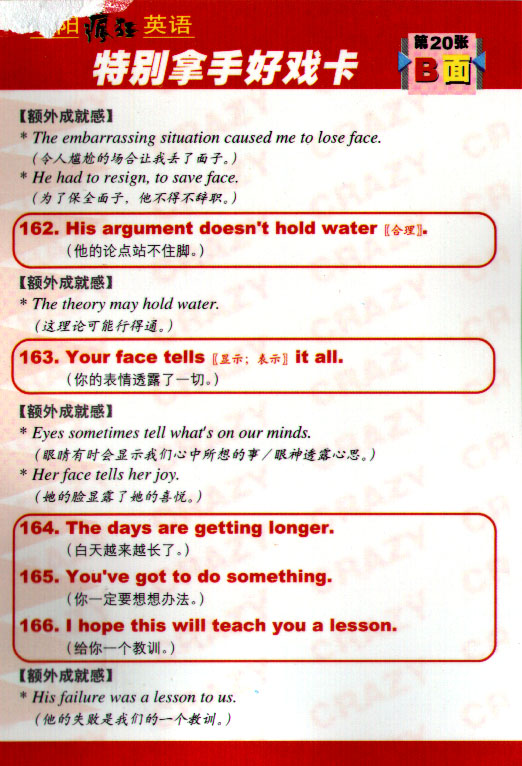 阳 疯狂 英语
特别拿手好戏卡
第20张
B面
【额外成就感】
* The embarrassing situation caused me to lose face.
(令人尴尬的场合让我丢了面子。)
* He had to resign, to save face.
(为了保全面子，他不得不辞职。)
162. His argument doesn't hold water〖合理〗.
(他的论点站不住脚。)
【额外成就感】
* The theory may hold water.
(这理论可能行得通。)
163. Your face tells〖显示；表示〗it all.
(你的表情透露了一切。)
【额外成就感】
* Eyes sometimes tell what's on our minds.
(眼睛有时会显示我们心中所想的事／眼神透露心思。)
* Her face tells her joy.
(她的脸显露了她的喜悦。)
164. The days are getting longer.
(白天越来越长了。)
165. You've got to do something.
(你一定要想想办法。)
166. I hope this will teach you a lesson.
(给你一个教训。)
【额外成就感】
* His failure was a lesson to us.
(他的失败是我们的一个教训。)